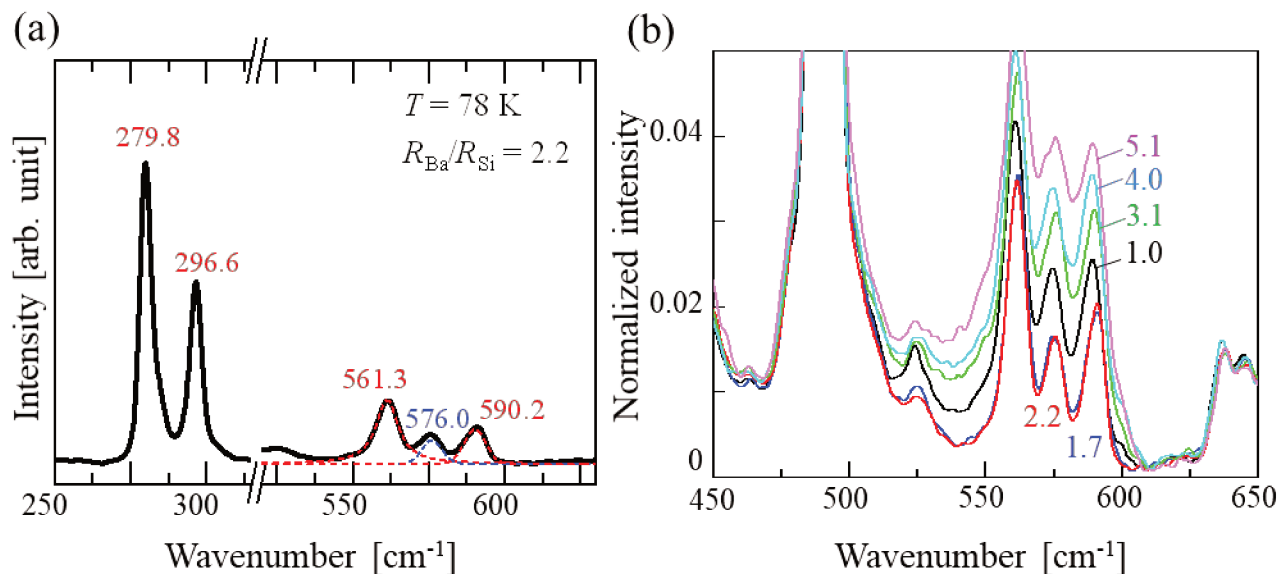 (a)
T = 78 K
R_Ba/R_Si = 2.2
279.8
296.6
561.3
576.0
590.2
Intensity [arb. unit]
250
300
550
600
Wavenumber [cm⁻¹]
(b)
0.04
0.02
0
Normalized intensity
5.1
4.0
3.1
1.0
2.2
1.7
450
500
550
600
650
Wavenumber [cm⁻¹]